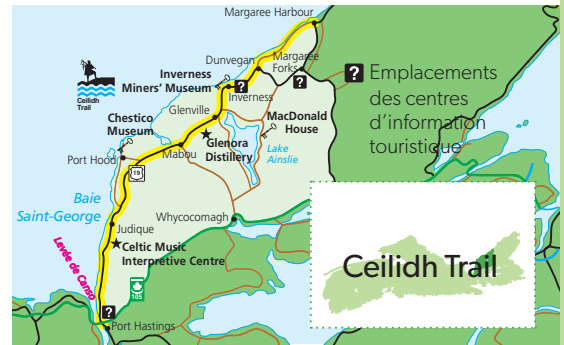 Margaree Harbour
Dunvegan
Margaree
Forks
?
? Emplacements
des centres
d'information
touristique
Ceilidh
Trail
Inverness
Miners' Museum
?
Inverness
Chestico
Museum
Glenville
MacDonald
House
Glenora
Distillery
Lake
Ainslie
Port Hood
Mabou
19
Baie
Saint-George
Whycocomagh
Judique
Celtic Music
Interpretive Centre
Levée de Canso
105
?
Port Hastings
Ceilidh Trail